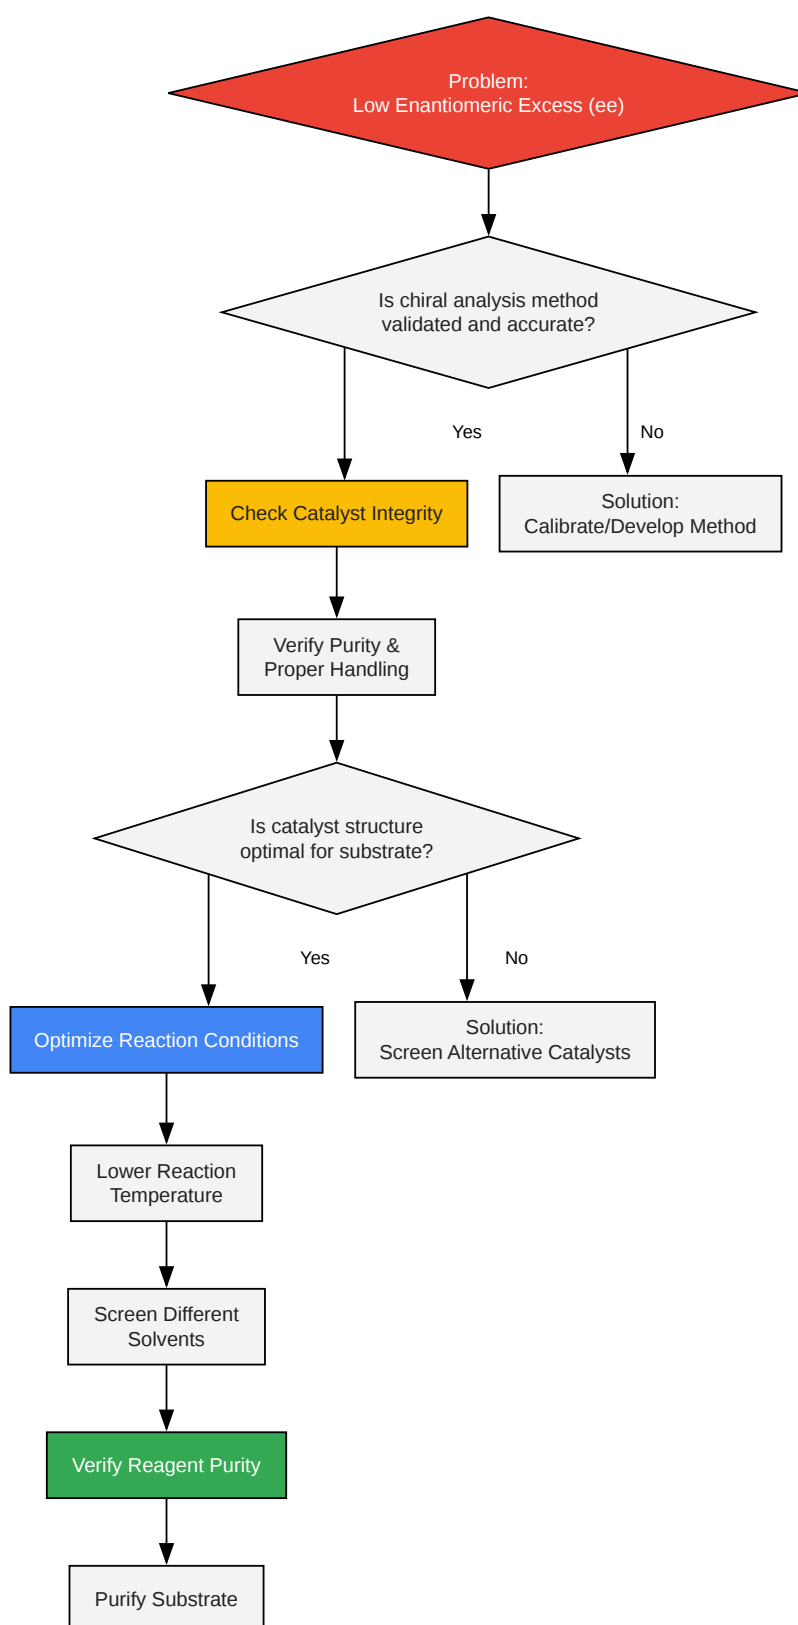 Problem:
Low Enantiomeric Excess (ee)
Is chiral analysis method
validated and accurate?
Yes
No
Check Catalyst Integrity
Solution:
Calibrate/Develop Method
Verify Purity &
Proper Handling
Is catalyst structure
optimal for substrate?
Yes
No
Optimize Reaction Conditions
Solution:
Screen Alternative Catalysts
Lower Reaction
Temperature
Screen Different
Solvents
Verify Reagent Purity
Purify Substrate